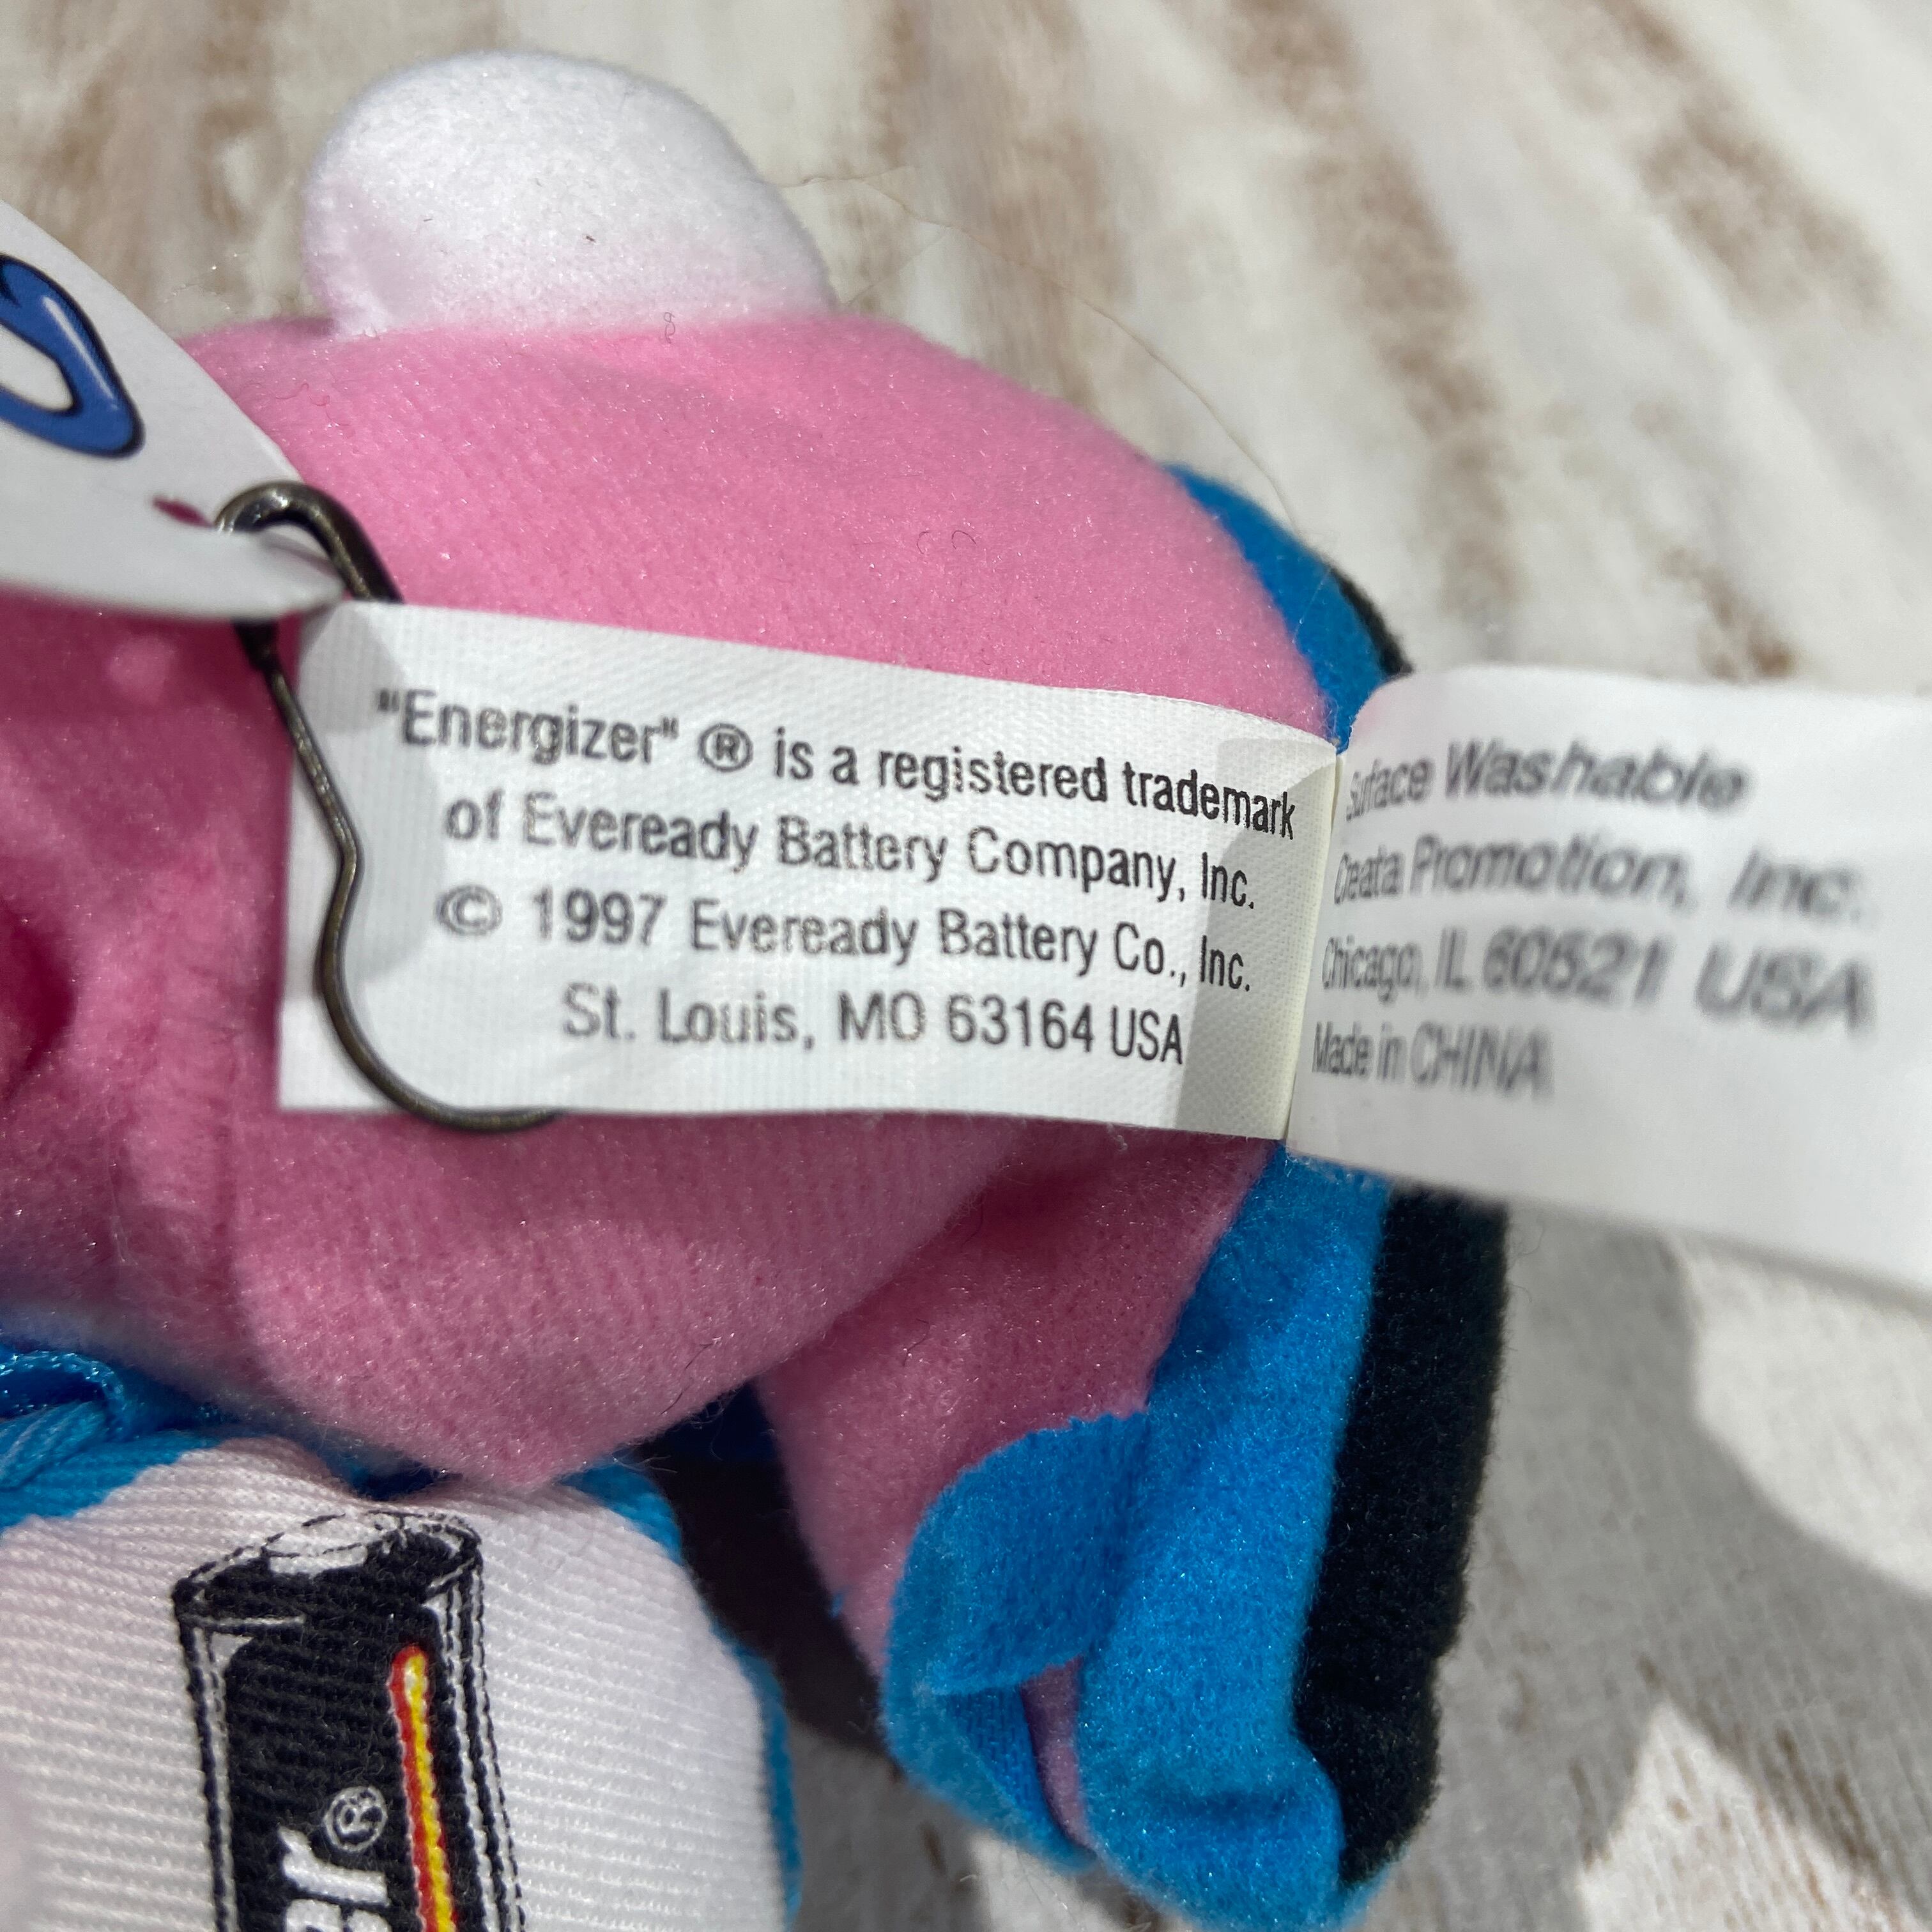 "Energizer" ® is a registered trademark
of Eveready Battery Company, Inc.
© 1997 Eveready Battery Co., Inc.
St. Louis, MO 63164 USA
Surface Washable
Creata Promotion, Inc.
Chicago, IL 60521 USA
Made in CHINA
er®